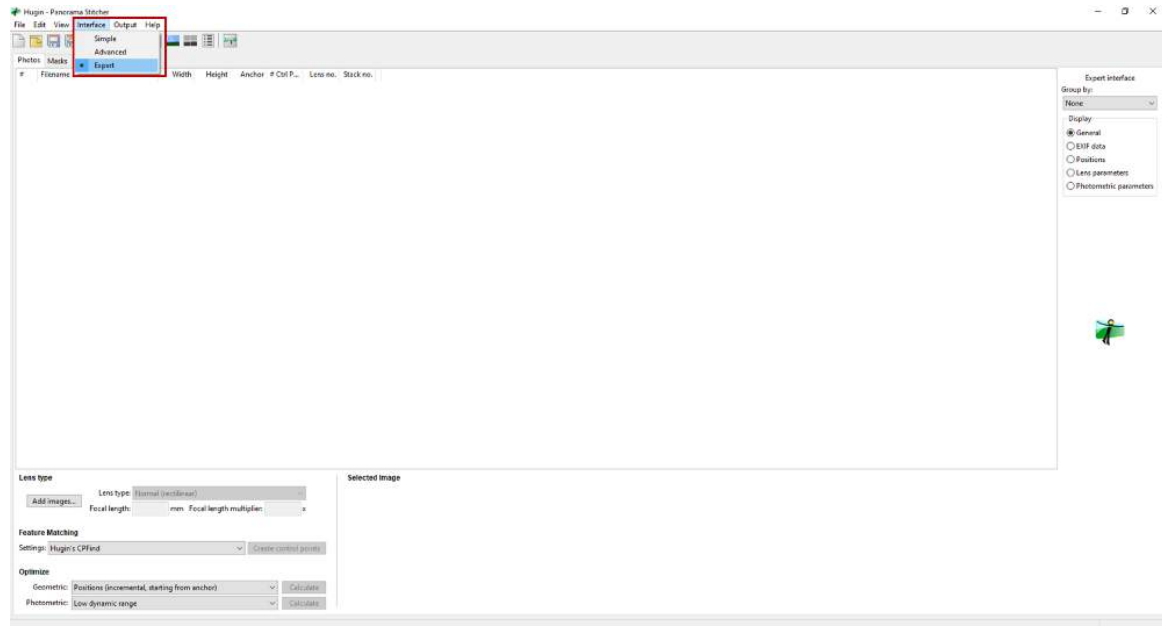 Hugin - Panorama Stitcher
File Edit View Interface Output Help
Simple
Advanced
Expert
Photos Masks
# Filename Width Height Anchor # Ctrl P... Lens no. Stack no.
Expert interface
Group by:
None
Display
General
EXIF data
Positions
Lens parameters
Photometric parameters
Lens type
Add images...
Lens type: Normal (rectilinear)
Focal length: mm Focal length multiplier: x
Selected image
Feature Matching
Settings: Hugin's CPFind Create control points
Optimize
Geometric: Positions (incremental, starting from anchor) Calculate
Photometric: Low dynamic range Calculate